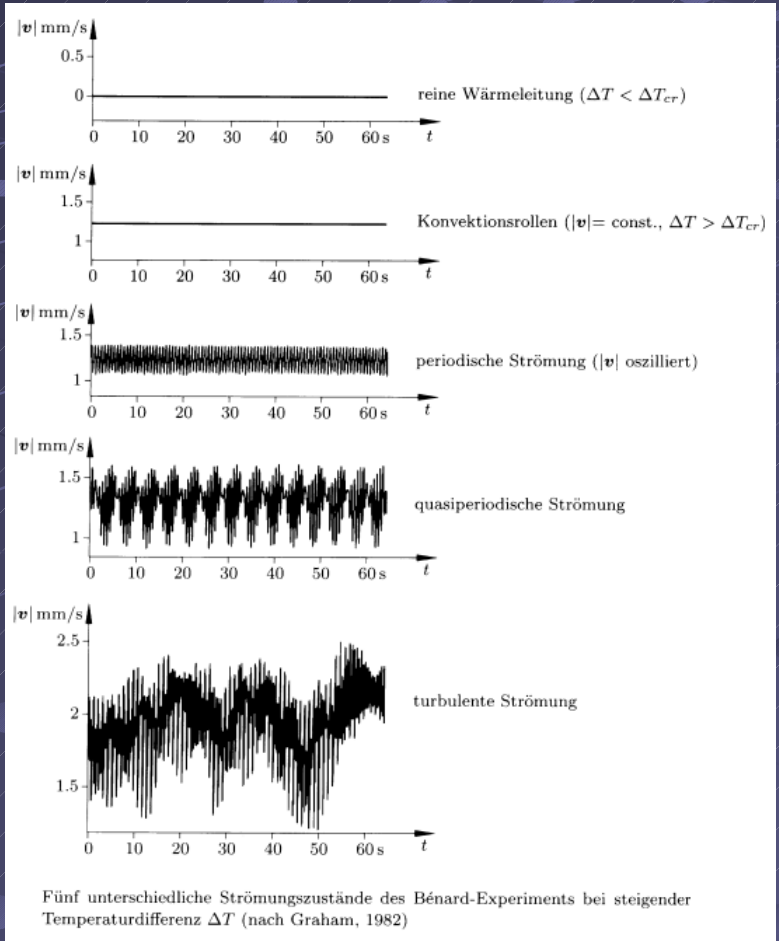 |v| mm/s
0.5
0
reine Wärmeleitung (ΔT < ΔT_cr)
0 10 20 30 40 50 60 s t
|v| mm/s
1.5
Konvektionsrollen (|v|= const., ΔT > ΔT_cr)
1
0 10 20 30 40 50 60 s t
|v| mm/s
1.5
periodische Strömung (|v| oszilliert)
1
0 10 20 30 40 50 60 s t
|v| mm/s
1.5
quasiperiodische Strömung
1
0 10 20 30 40 50 60 s t
|v| mm/s
2.5
2
turbulente Strömung
1.5
0 10 20 30 40 50 60 s t
Fünf unterschiedliche Strömungszustände des Bénard-Experiments bei steigender
Temperaturdifferenz ΔT (nach Graham, 1982)